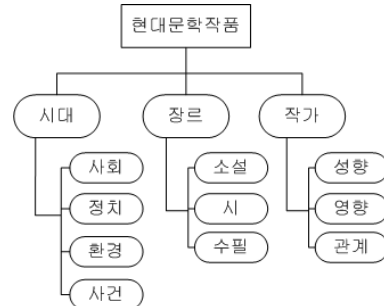 현대문학작품
시대 장르 작가
사회 소설 성향
정치 시 영향
환경 수필 관계
사건